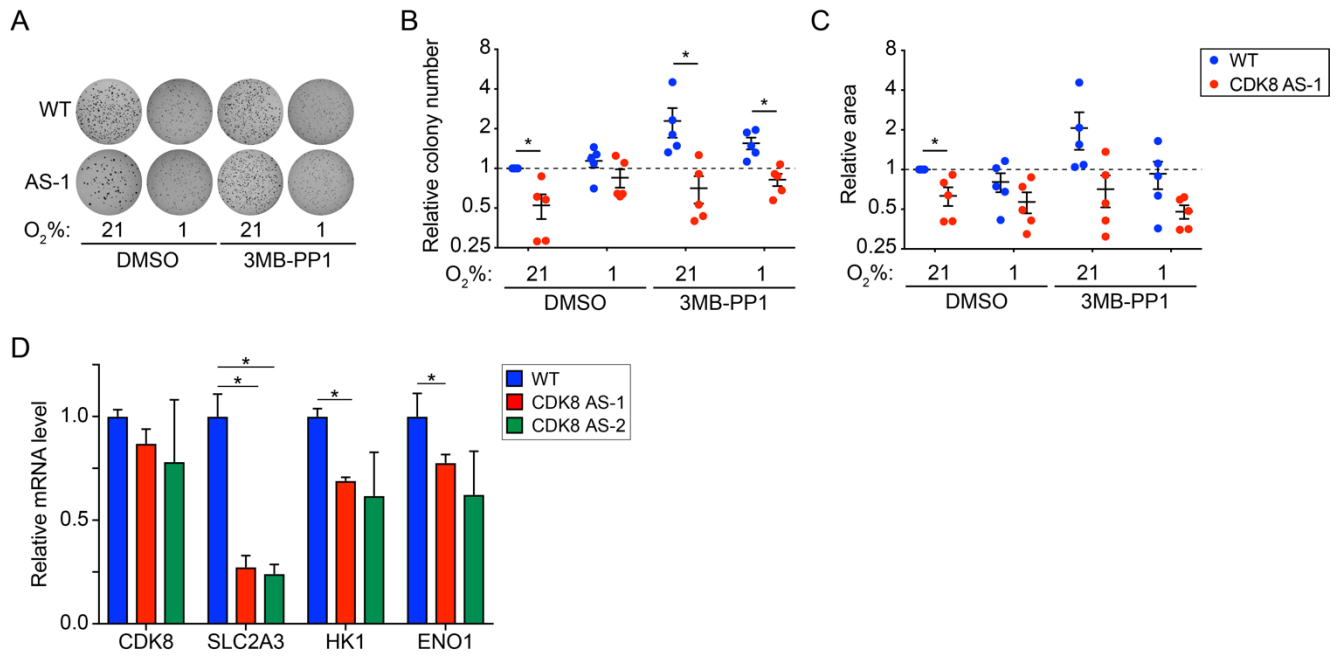 A
WT
AS-1
O₂%: 21 1 21 1
DMSO 3MB-PP1
B
Relative colony number
8
4
2
1
0.5
0.25
* * *
O₂%: 21 1 21 1
DMSO 3MB-PP1
C
Relative area
8
4
2
1
0.5
0.25
*
O₂%: 21 1 21 1
DMSO 3MB-PP1
WT
CDK8 AS-1
D
Relative mRNA level
1.0
0.5
0.0
* * * *
CDK8 SLC2A3 HK1 ENO1
WT
CDK8 AS-1
CDK8 AS-2